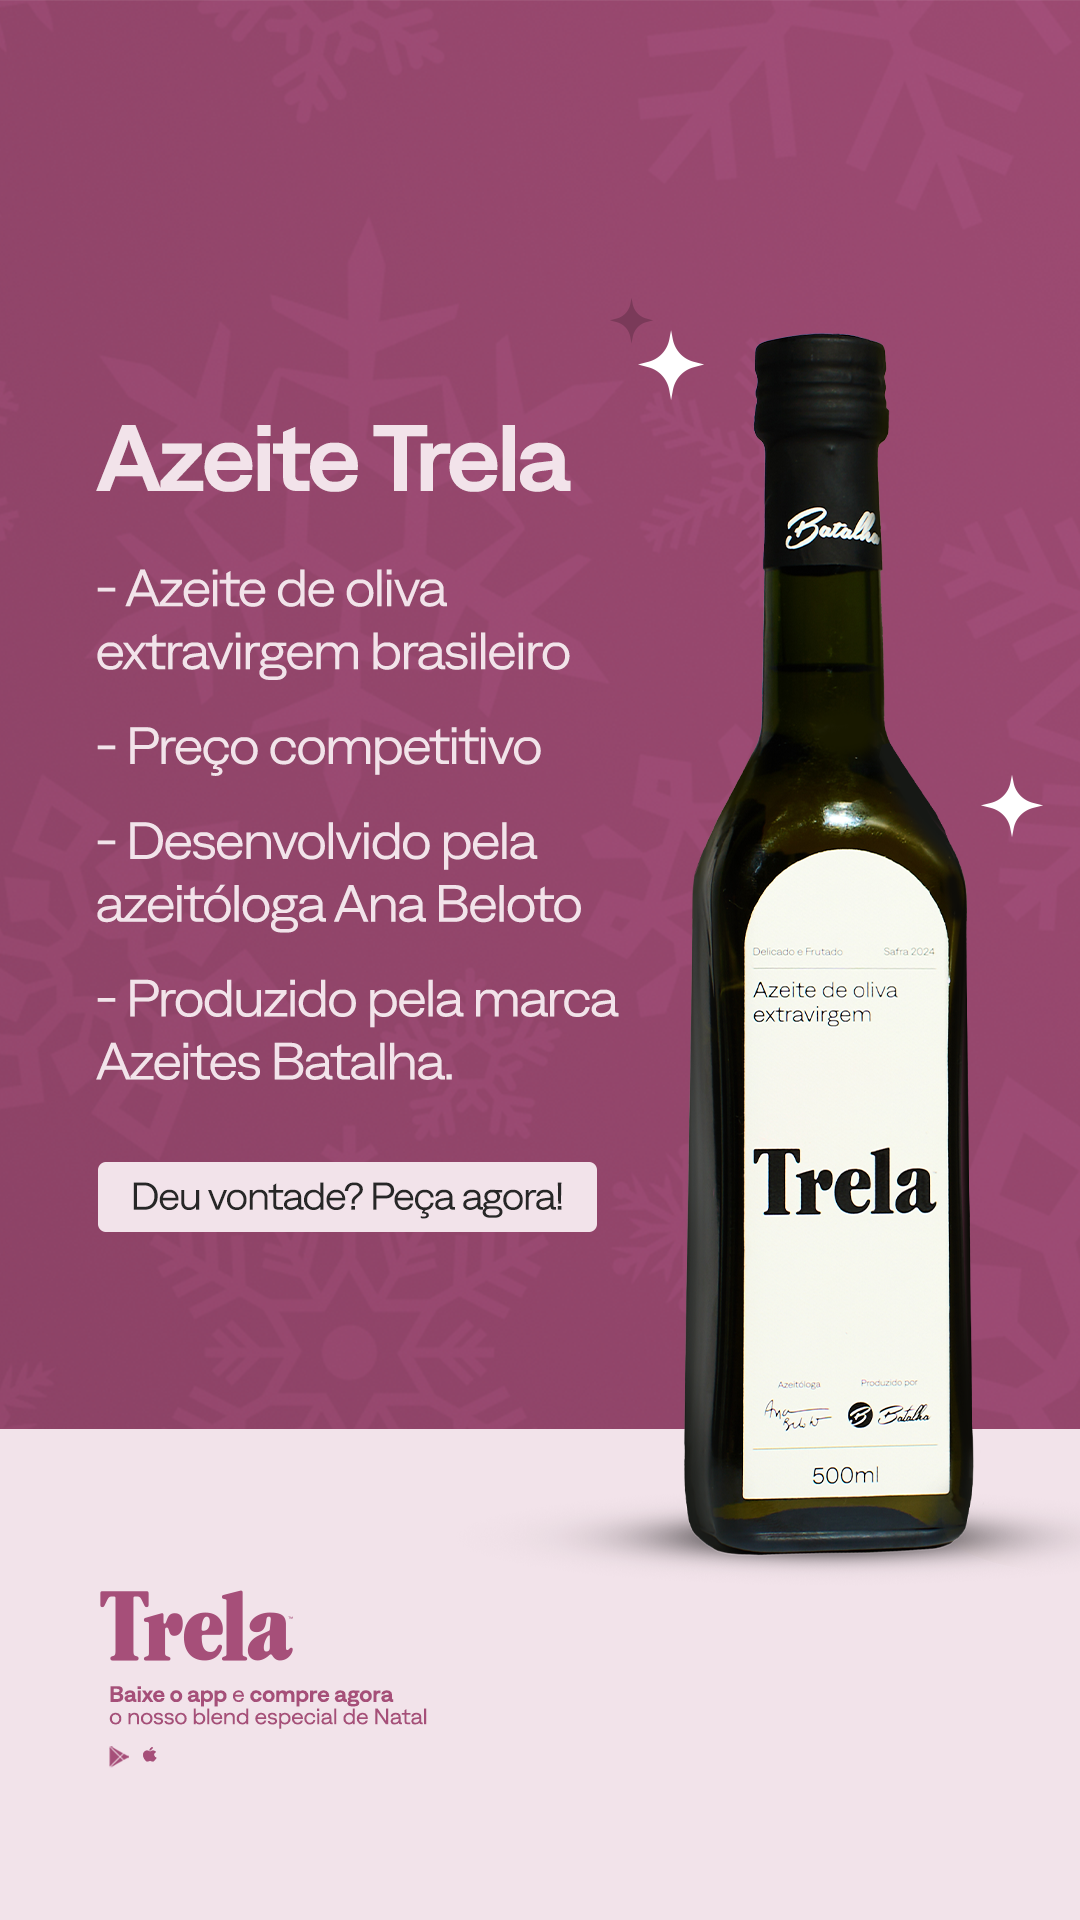 Azeite Trela
- Azeite de oliva
extravirgem brasileiro
- Preço competitivo
- Desenvolvido pela
azeitóloga Ana Beloto
- Produzido pela marca
Azeites Batalha.
Deu vontade? Peça agora!
Batalha
Delicado e Frutado Safra 2024
Azeite de oliva
extravirgem
Trela
Azeitóloga Produzido por
Ana Beloto B Batalha
500ml
Trela
Baixe o app e compre agora
o nosso blend especial de Natal